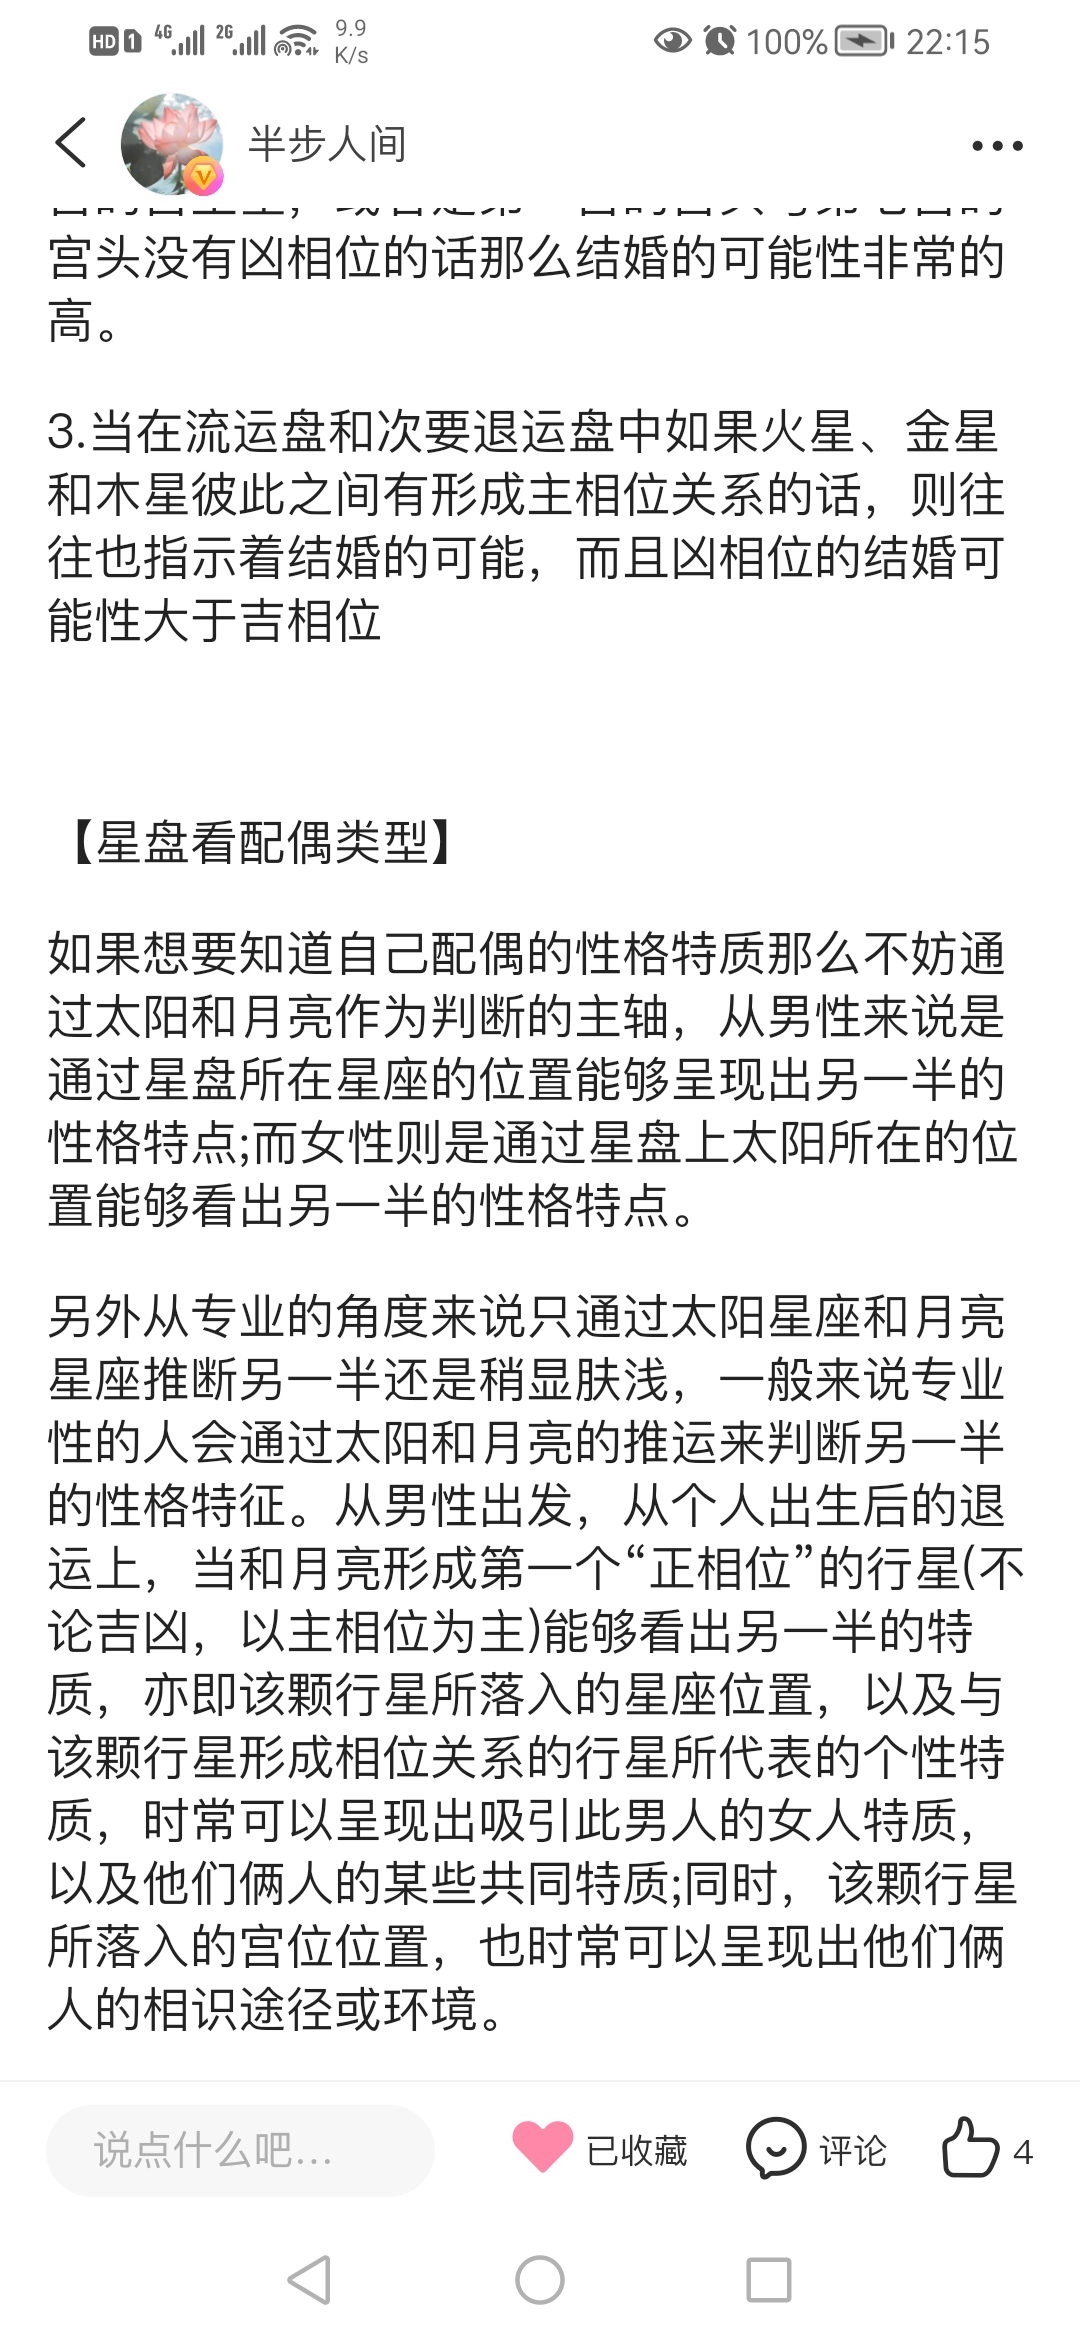 HD 1 4G 2G 9.9 K/s 100% 22:15
半步人间
宫头没有凶相位的话那么结婚的可能性非常的
高。
3.当在流运盘和次要退运盘中如果火星、金星
和木星彼此之间有形成主相位关系的话，则往
往也指示着结婚的可能，而且凶相位的结婚可
能性大于吉相位
【星盘看配偶类型】
如果想要知道自己配偶的性格特质那么不妨通
过太阳和月亮作为判断的主轴，从男性来说是
通过星盘所在星座的位置能够呈现出另一半的
性格特点;而女性则是通过星盘上太阳所在的位
置能够看出另一半的性格特点。
另外从专业的角度来说只通过太阳星座和月亮
星座推断另一半还是稍显肤浅，一般来说专业
性的人会通过太阳和月亮的推运来判断另一半
的性格特征。从男性出发，从个人出生后的退
运上，当和月亮形成第一个“正相位”的行星(不
论吉凶，以主相位为主)能够看出另一半的特
质，亦即该颗行星所落入的星座位置，以及与
该颗行星形成相位关系的行星所代表的个性特
质，时常可以呈现出吸引此男人的女人特质，
以及他们俩人的某些共同特质;同时，该颗行星
所落入的宫位位置，也时常可以呈现出他们俩
人的相识途径或环境。
说点什么吧... 已收藏 评论 4